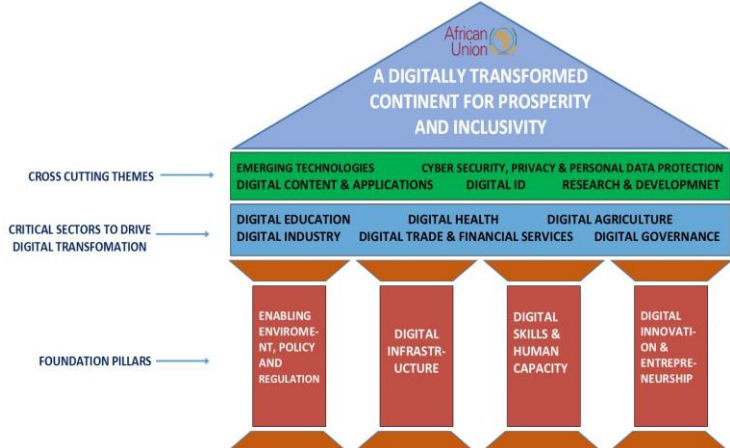 African
Union
A DIGITALLY TRANSFORMED
CONTINENT FOR PROSPERITY
AND INCLUSIVITY
CROSS CUTTING THEMES
EMERGING TECHNOLOGIES CYBER SECURITY, PRIVACY & PERSONAL DATA PROTECTION
DIGITAL CONTENT & APPLICATIONS DIGITAL ID RESEARCH & DEVELOPMNET
CRITICAL SECTORS TO DRIVE
DIGITAL TRANSFOMATION
DIGITAL EDUCATION DIGITAL HEALTH DIGITAL AGRICULTURE
DIGITAL INDUSTRY DIGITAL TRADE & FINANCIAL SERVICES DIGITAL GOVERNANCE
FOUNDATION PILLARS
ENABLING
ENVIROME-
NT, POLICY
AND
REGULATION
DIGITAL
INFRASTR-
UCTURE
DIGITAL
SKILLS &
HUMAN
CAPACITY
DIGITAL
INNOVATI-
ON &
ENTREPRE-
NEURSHIP